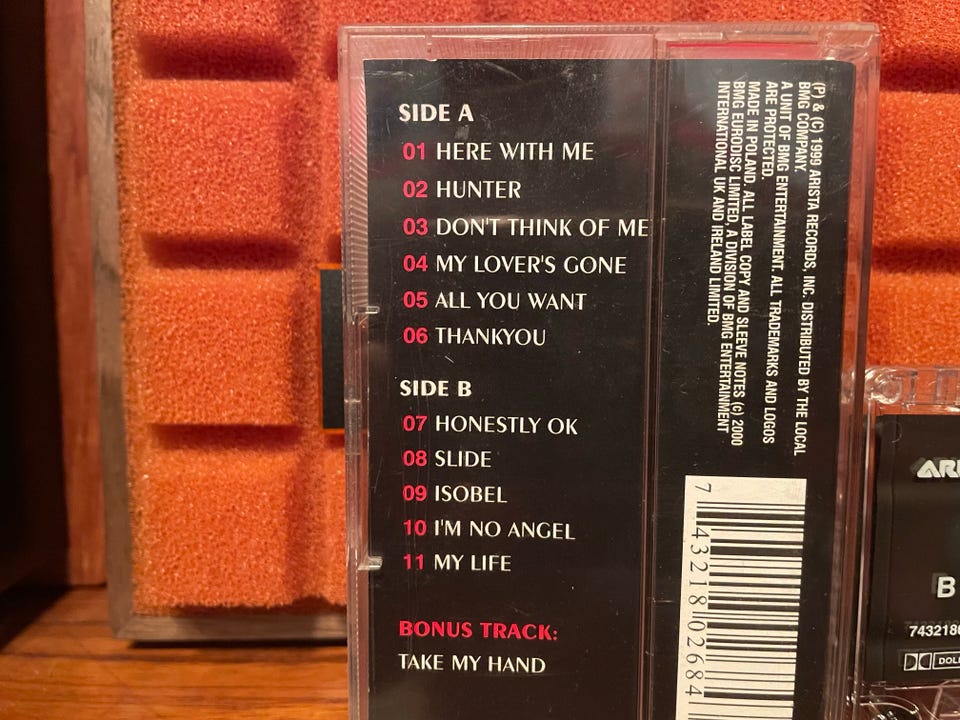 SIDE A
01 HERE WITH ME
02 HUNTER
03 DON'T THINK OF ME
04 MY LOVER'S GONE
05 ALL YOU WANT
06 THANKYOU
SIDE B
07 HONESTLY OK
08 SLIDE
09 ISOBEL
10 I'M NO ANGEL
11 MY LIFE
BONUS TRACK:
TAKE MY HAND
(P) & (C) 1999 ARISTA RECORDS, INC. DISTRIBUTED BY THE LOCAL
BMG COMPANY.
A UNIT OF BMG ENTERTAINMENT. ALL TRADEMARKS AND LOGOS
ARE PROTECTED.
MADE IN POLAND. ALL LABEL COPY AND SLEEVE NOTES (c) 2000
BMG EURODISC LIMITED, A DIVISION OF BMG ENTERTAINMENT
INTERNATIONAL UK AND IRELAND LIMITED.
7 43218 02684
B